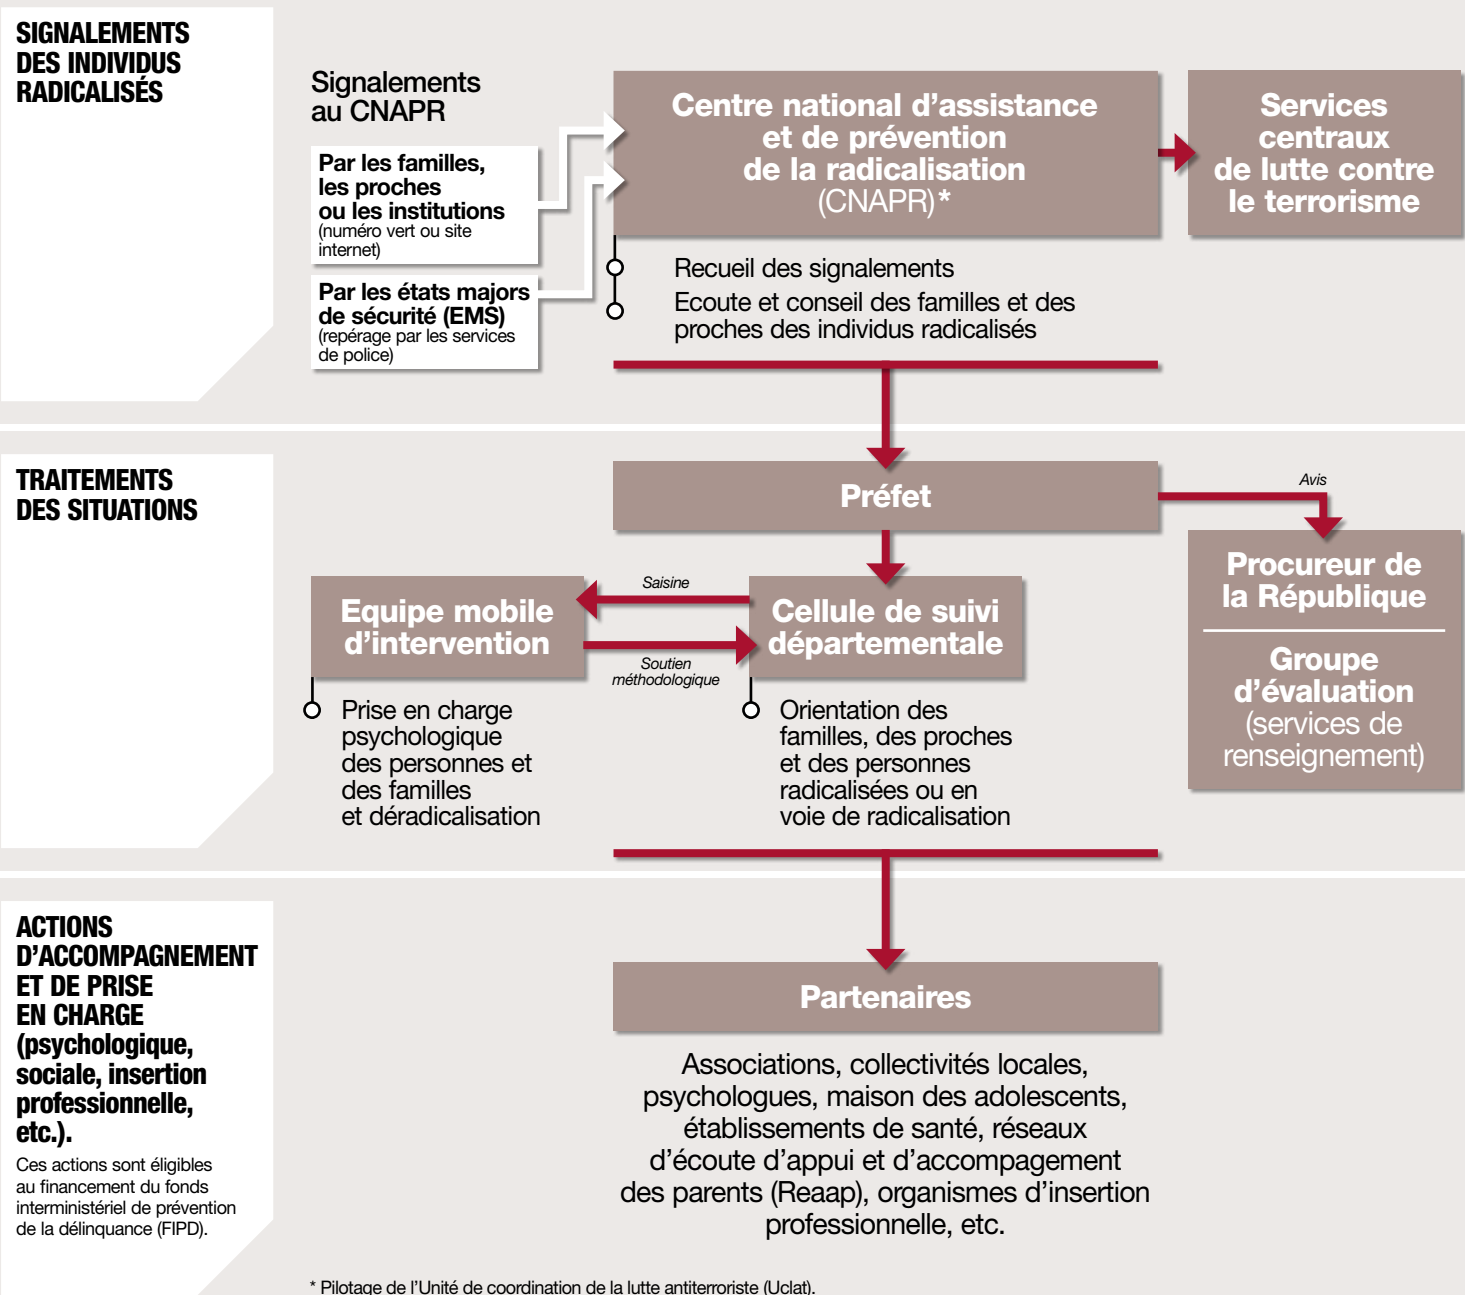 SIGNALEMENTS
DES INDIVIDUS
RADICALISÉS
Signalements
au CNAPR
Par les familles,
les proches
ou les institutions
(numéro vert ou site
internet)
Par les états majors
de sécurité (EMS)
(repérage par les services
de police)
Centre national d’assistance
et de prévention
de la radicalisation
(CNAPR)*
Services
centraux
de lutte contre
le terrorisme
Recueil des signalements
Ecoute et conseil des familles et des
proches des individus radicalisés
TRAITEMENTS
DES SITUATIONS
Préfet
Avis
Procureur de
la République
Groupe
d’évaluation
(services de
renseignement)
Equipe mobile
d’intervention
Saisine
Soutien
méthodologique
Cellule de suivi
départementale
Prise en charge
psychologique
des personnes et
des familles
et déradicalisation
Orientation des
familles, des proches
et des personnes
radicalisées ou en
voie de radicalisation
ACTIONS
D’ACCOMPAGNEMENT
ET DE PRISE
EN CHARGE
(psychologique,
sociale, insertion
professionnelle,
etc.).
Ces actions sont éligibles
au financement du fonds
interministériel de prévention
de la délinquance (FIPD).
Partenaires
Associations, collectivités locales,
psychologues, maison des adolescents,
établissements de santé, réseaux
d’écoute d’appui et d’accompagement
des parents (Reaap), organismes d’insertion
professionnelle, etc.
* Pilotage de l’Unité de coordination de la lutte antiterroriste (Uclat).